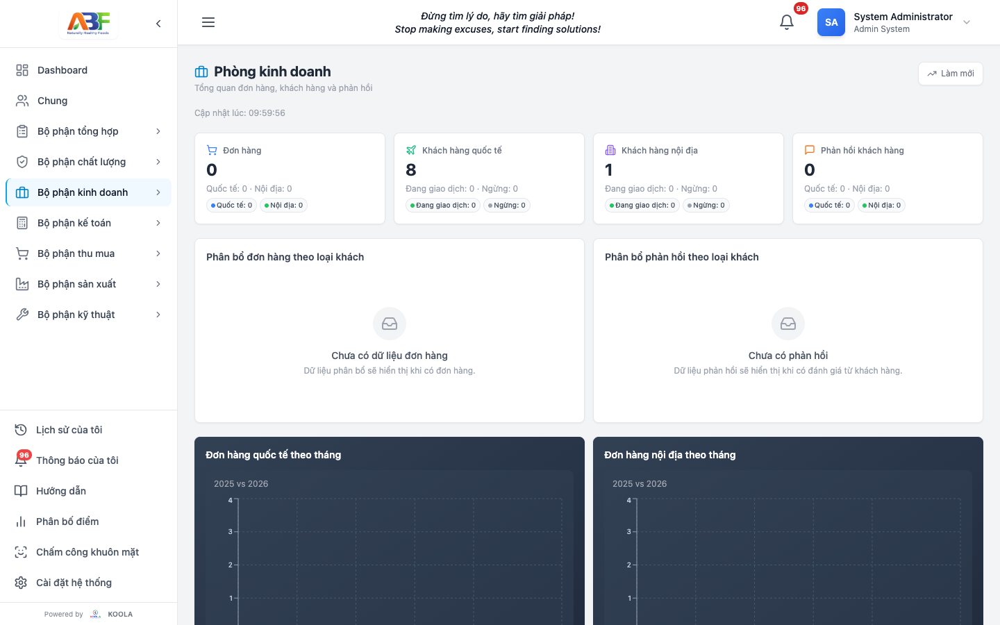 ABF
Naturally Healthy Foods
Đừng tìm lý do, hãy tìm giải pháp!
Stop making excuses, start finding solutions!
96
SA
System Administrator
Admin System
Dashboard
Chung
Bộ phận tổng hợp
Bộ phận chất lượng
Bộ phận kinh doanh
Bộ phận kế toán
Bộ phận thu mua
Bộ phận sản xuất
Bộ phận kỹ thuật
Lịch sử của tôi
96
Thông báo của tôi
Hướng dẫn
Phân bố điểm
Chấm công khuôn mặt
Cài đặt hệ thống
Powered by KOOLA
Phòng kinh doanh
Tổng quan đơn hàng, khách hàng và phản hồi
Làm mới
Cập nhật lúc: 09:59:56
Đơn hàng
0
Quốc tế: 0 · Nội địa: 0
Quốc tế: 0 Nội địa: 0
Khách hàng quốc tế
8
Đang giao dịch: 0 · Ngừng: 0
Đang giao dịch: 0 Ngừng: 0
Khách hàng nội địa
1
Đang giao dịch: 0 · Ngừng: 0
Đang giao dịch: 0 Ngừng: 0
Phản hồi khách hàng
0
Quốc tế: 0 · Nội địa: 0
Quốc tế: 0 Nội địa: 0
Phân bổ đơn hàng theo loại khách
Chưa có dữ liệu đơn hàng
Dữ liệu phân bổ sẽ hiển thị khi có đơn hàng.
Phân bổ phản hồi theo loại khách
Chưa có phản hồi
Dữ liệu phản hồi sẽ hiển thị khi có đánh giá từ khách hàng.
Đơn hàng quốc tế theo tháng
2025 vs 2026
4
3
2
1
Đơn hàng nội địa theo tháng
2025 vs 2026
4
3
2
1